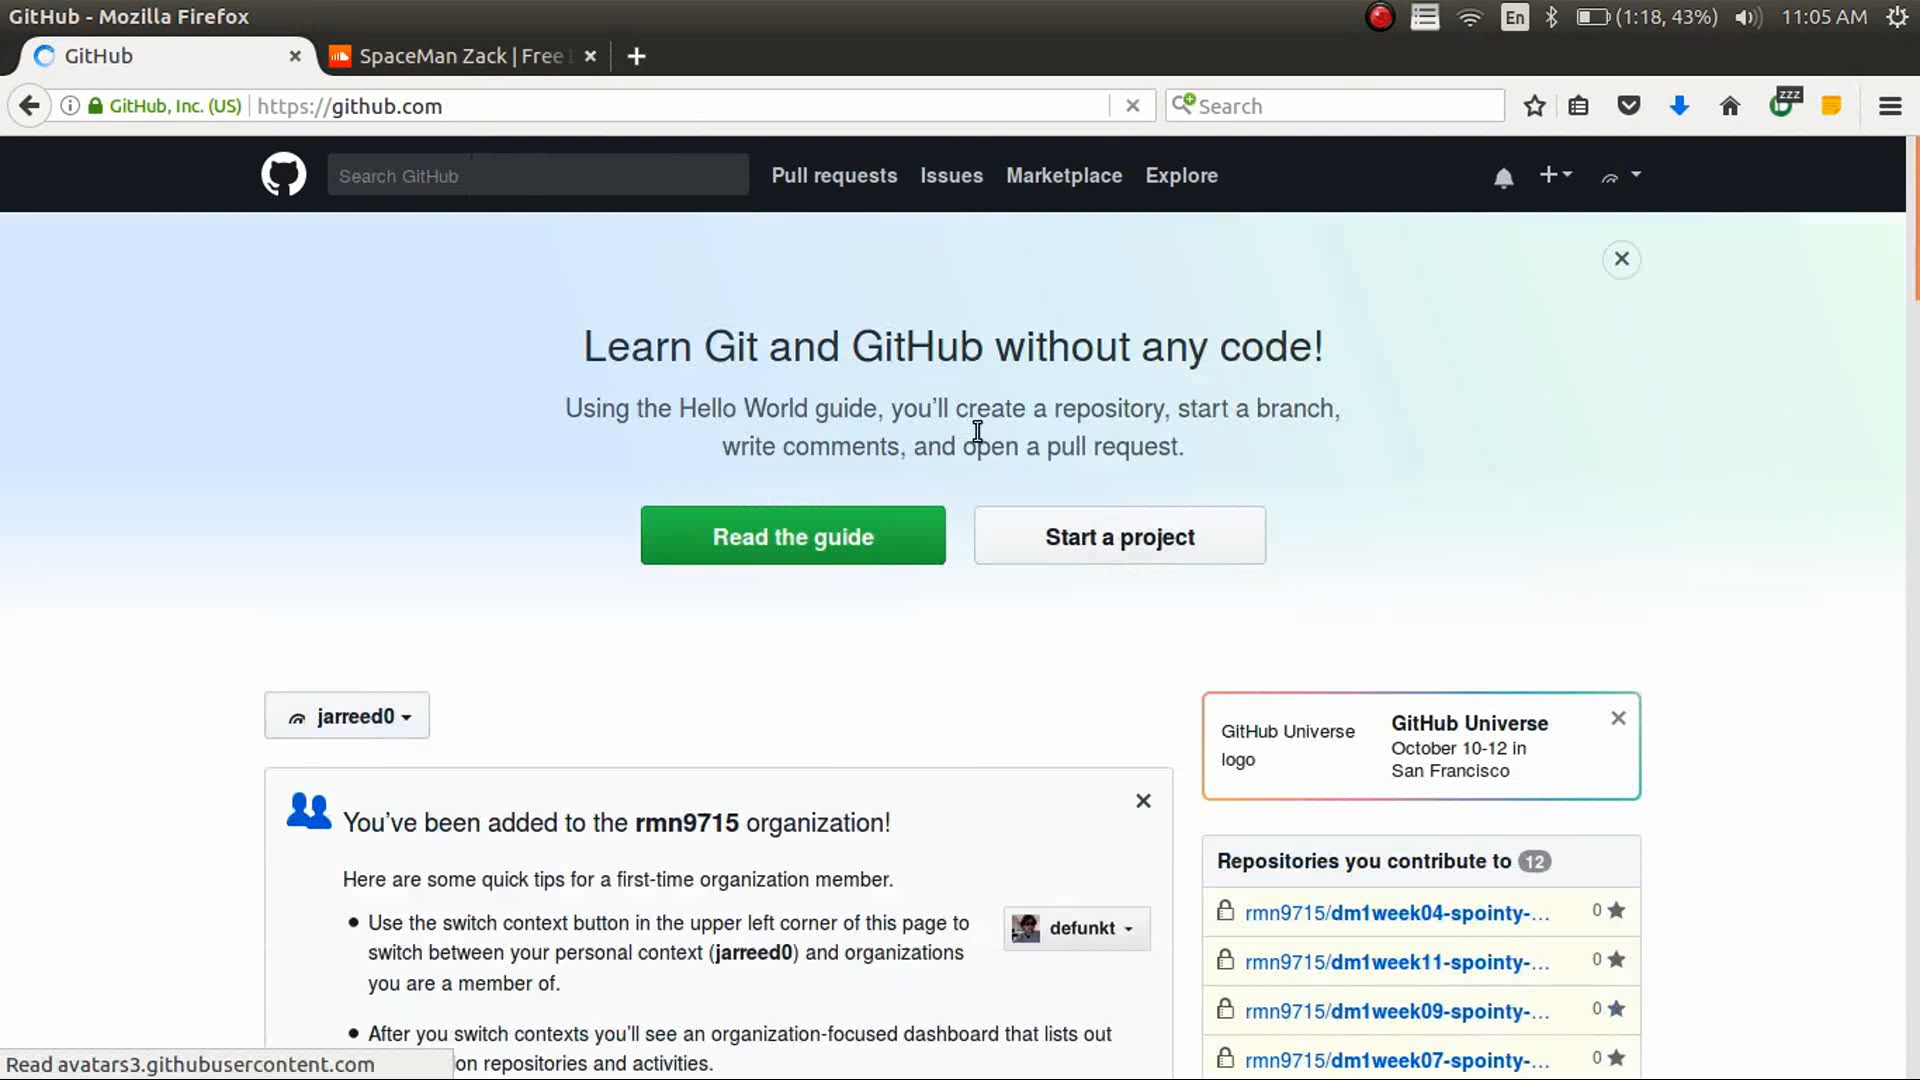 GitHub - Mozilla Firefox
En
(1:18, 43%)
11:05 AM
GitHub
SpaceMan Zack | Free
GitHub, Inc. (US)
https://github.com
Search
zzz
Search GitHub
Pull requests
Issues
Marketplace
Explore
Learn Git and GitHub without any code!
Using the Hello World guide, you’ll create a repository, start a branch,
write comments, and open a pull request.
Read the guide
Start a project
jarreed0
GitHub Universe
logo
GitHub Universe
October 10-12 in
San Francisco
You’ve been added to the rmn9715 organization!
Here are some quick tips for a first-time organization member.
Use the switch context button in the upper left corner of this page to
switch between your personal context (jarreed0) and organizations
you are a member of.
defunkt
After you switch contexts you’ll see an organization-focused dashboard that lists out
on repositories and activities.
Repositories you contribute to 12
rmn9715/dm1week04-spointy-… 0
rmn9715/dm1week11-spointy-… 0
rmn9715/dm1week09-spointy-… 0
rmn9715/dm1week07-spointy-… 0
Read avatars3.githubusercontent.com